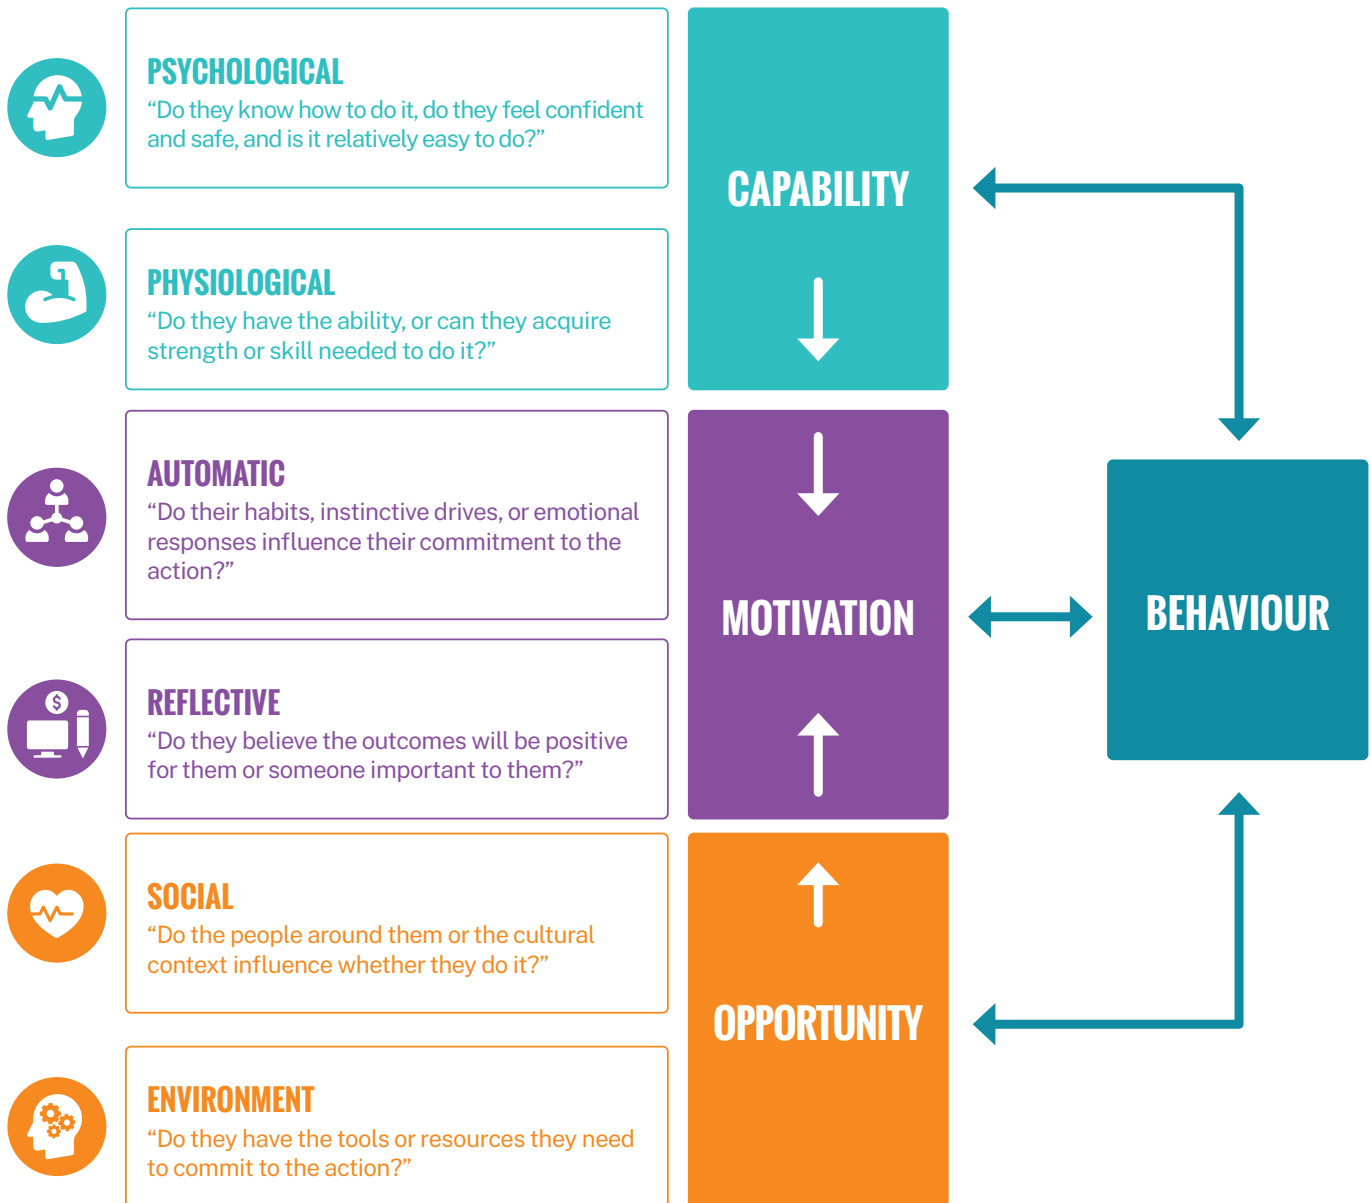 PSYCHOLOGICAL
“Do they know how to do it, do they feel confident
and safe, and is it relatively easy to do?”
CAPABILITY
PHYSIOLOGICAL
“Do they have the ability, or can they acquire
strength or skill needed to do it?”
AUTOMATIC
“Do their habits, instinctive drives, or emotional
responses influence their commitment to the
action?”
MOTIVATION
BEHAVIOUR
REFLECTIVE
$
“Do they believe the outcomes will be positive
for them or someone important to them?”
SOCIAL
“Do the people around them or the cultural
context influence whether they do it?”
OPPORTUNITY
ENVIRONMENT
“Do they have the tools or resources they need
to commit to the action?”